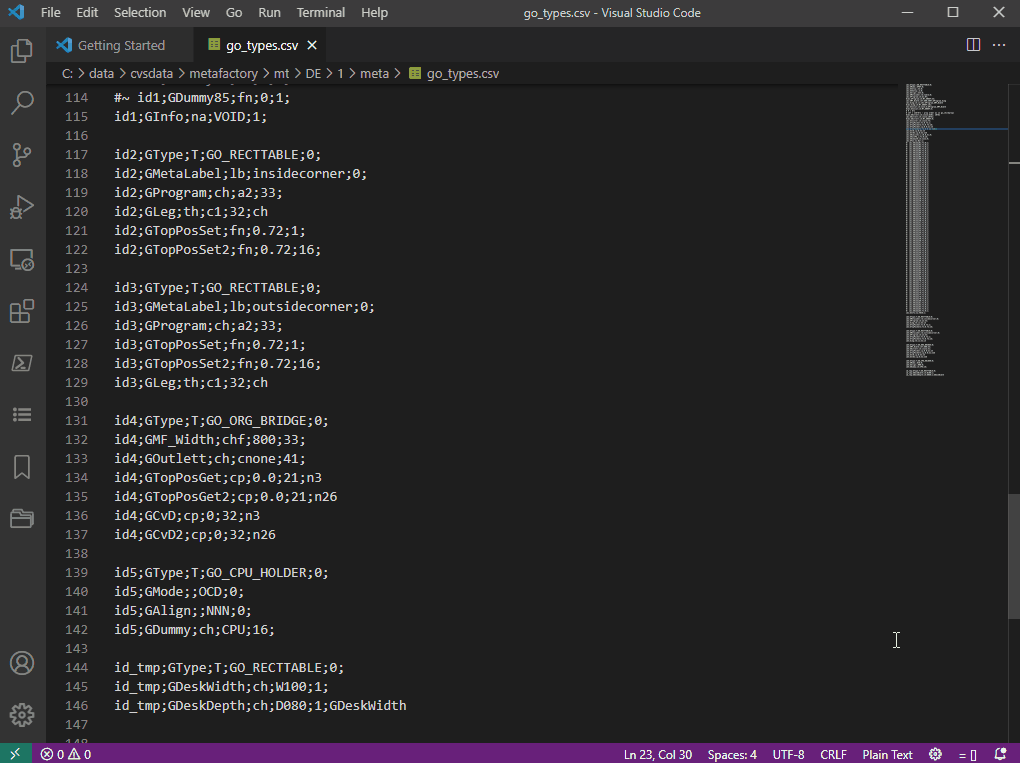 File Edit Selection View Go Run Terminal Help go_types.csv - Visual Studio Code
Getting Started go_types.csv
C: > data > cvsdata > metafactory > mt > DE > 1 > meta > go_types.csv
114 #~ id1;GDummy85;fn;0;1;
115 id1;GInfo;na;VOID;1;
116
117 id2;GType;T;GO_RECTTABLE;0;
118 id2;GMetaLabel;lb;insidecorner;0;
119 id2;GProgram;ch;a2;33;
120 id2;GLeg;th;c1;32;ch
121 id2;GTopPosSet;fn;0.72;1;
122 id2;GTopPosSet2;fn;0.72;16;
123
124 id3;GType;T;GO_RECTTABLE;0;
125 id3;GMetaLabel;lb;outsidecorner;0;
126 id3;GProgram;ch;a2;33;
127 id3;GTopPosSet;fn;0.72;1;
128 id3;GTopPosSet2;fn;0.72;16;
129 id3;GLeg;th;c1;32;ch
130
131 id4;GType;T;GO_ORG_BRIDGE;0;
132 id4;GMF_Width;chf;800;33;
133 id4;GOutlett;ch;cnone;41;
134 id4;GTopPosGet;cp;0.0;21;n3
135 id4;GTopPosGet2;cp;0.0;21;n26
136 id4;GCvD;cp;0;32;n3
137 id4;GCvD2;cp;0;32;n26
138
139 id5;GType;T;GO_CPU_HOLDER;0;
140 id5;GMode;;OCD;0;
141 id5;GAlign;;NNN;0;
142 id5;GDummy;ch;CPU;16;
143
144 id_tmp;GType;T;GO_RECTTABLE;0;
145 id_tmp;GDeskWidth;ch;W100;1;
146 id_tmp;GDeskDepth;ch;D080;1;GDeskWidth
147
148
0 0 Ln 23, Col 30 Spaces: 4 UTF-8 CRLF Plain Text = []